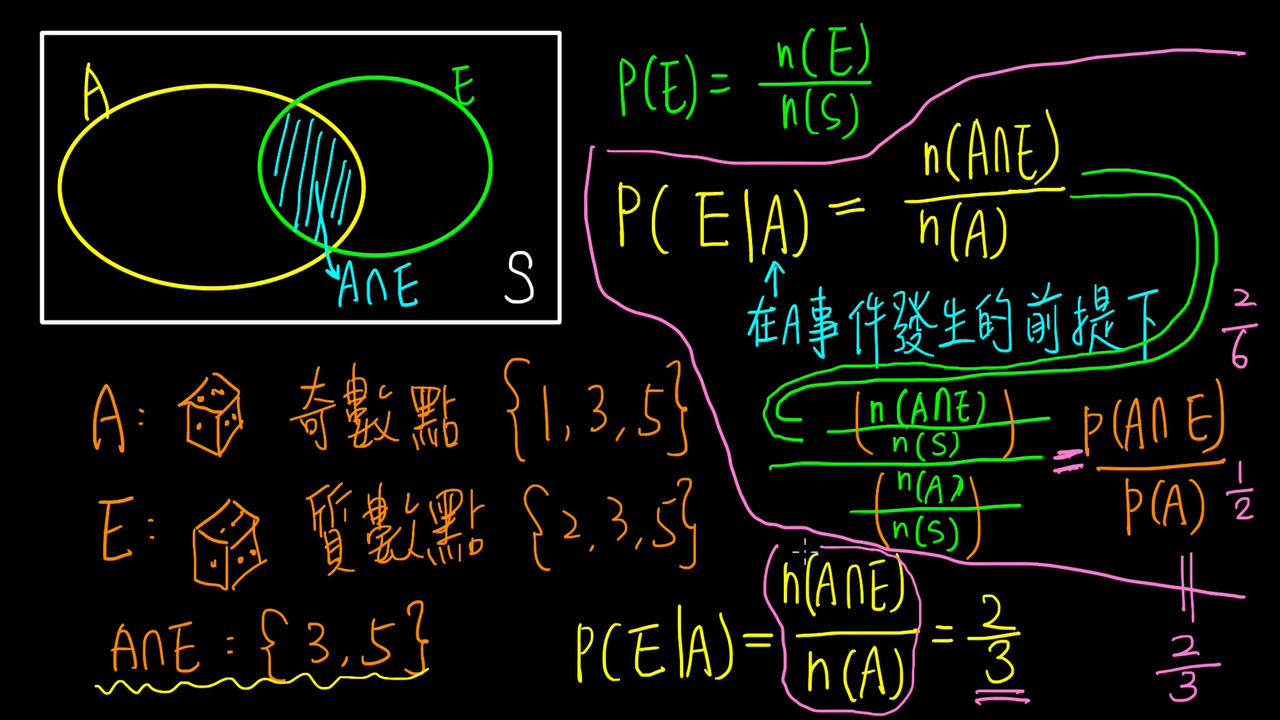 A
E
A∩E
S
P(E) = n(E) / n(S)
P(E|A) = n(A∩E) / n(A)
在A事件發生的前提下
(n(A∩E) / n(S)) / (n(A) / n(S)) = P(A∩E) / P(A)
2/6
1/2
= 2/3
A: 奇數點 {1, 3, 5}
E: 質數點 {2, 3, 5}
A∩E: {3, 5}
P(E|A) = n(A∩E) / n(A) = 2/3